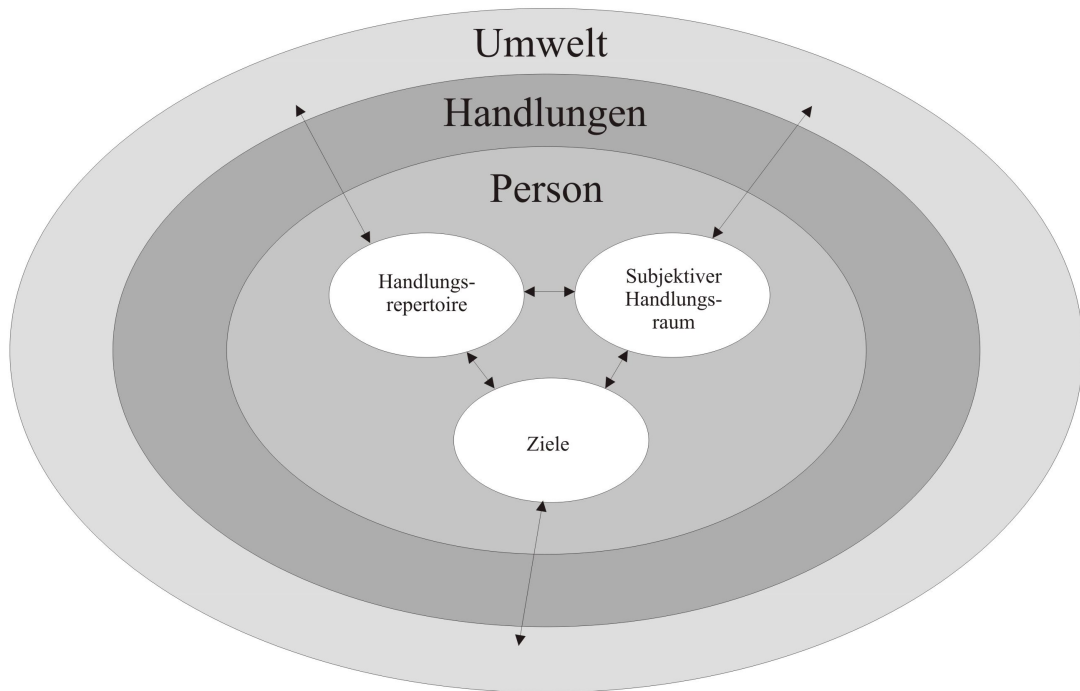 Umwelt
Handlungen
Person
Handlungs-
repertoire
Subjektiver
Handlungs-
raum
Ziele